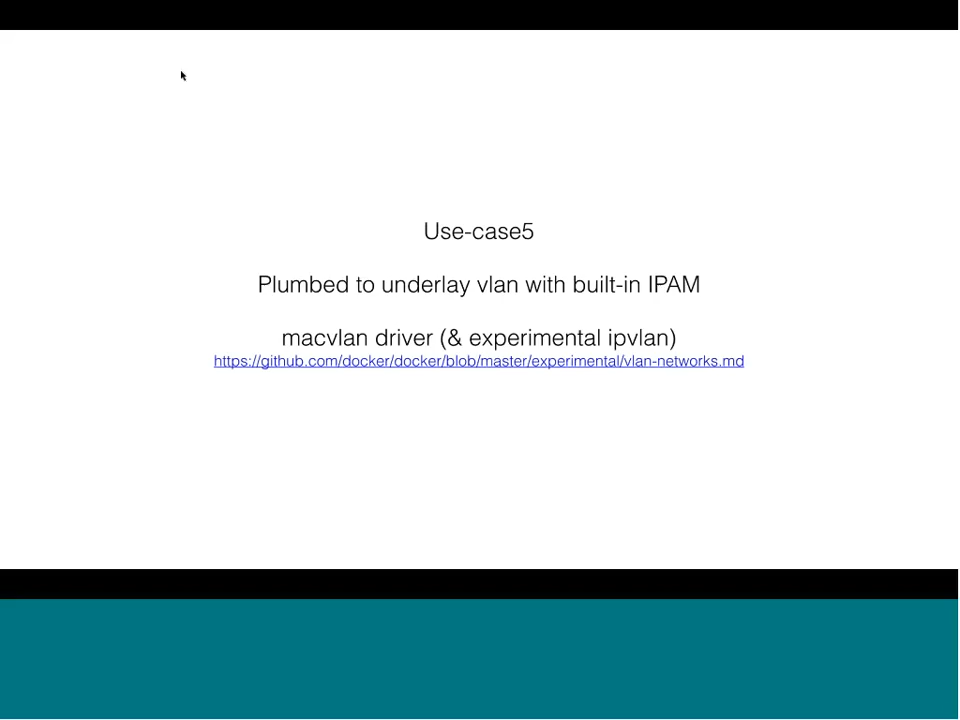 Use-case5
Plumbed to underlay vlan with built-in IPAM
macvlan driver (& experimental ipvlan)
https://github.com/docker/docker/blob/master/experimental/vlan-networks.md